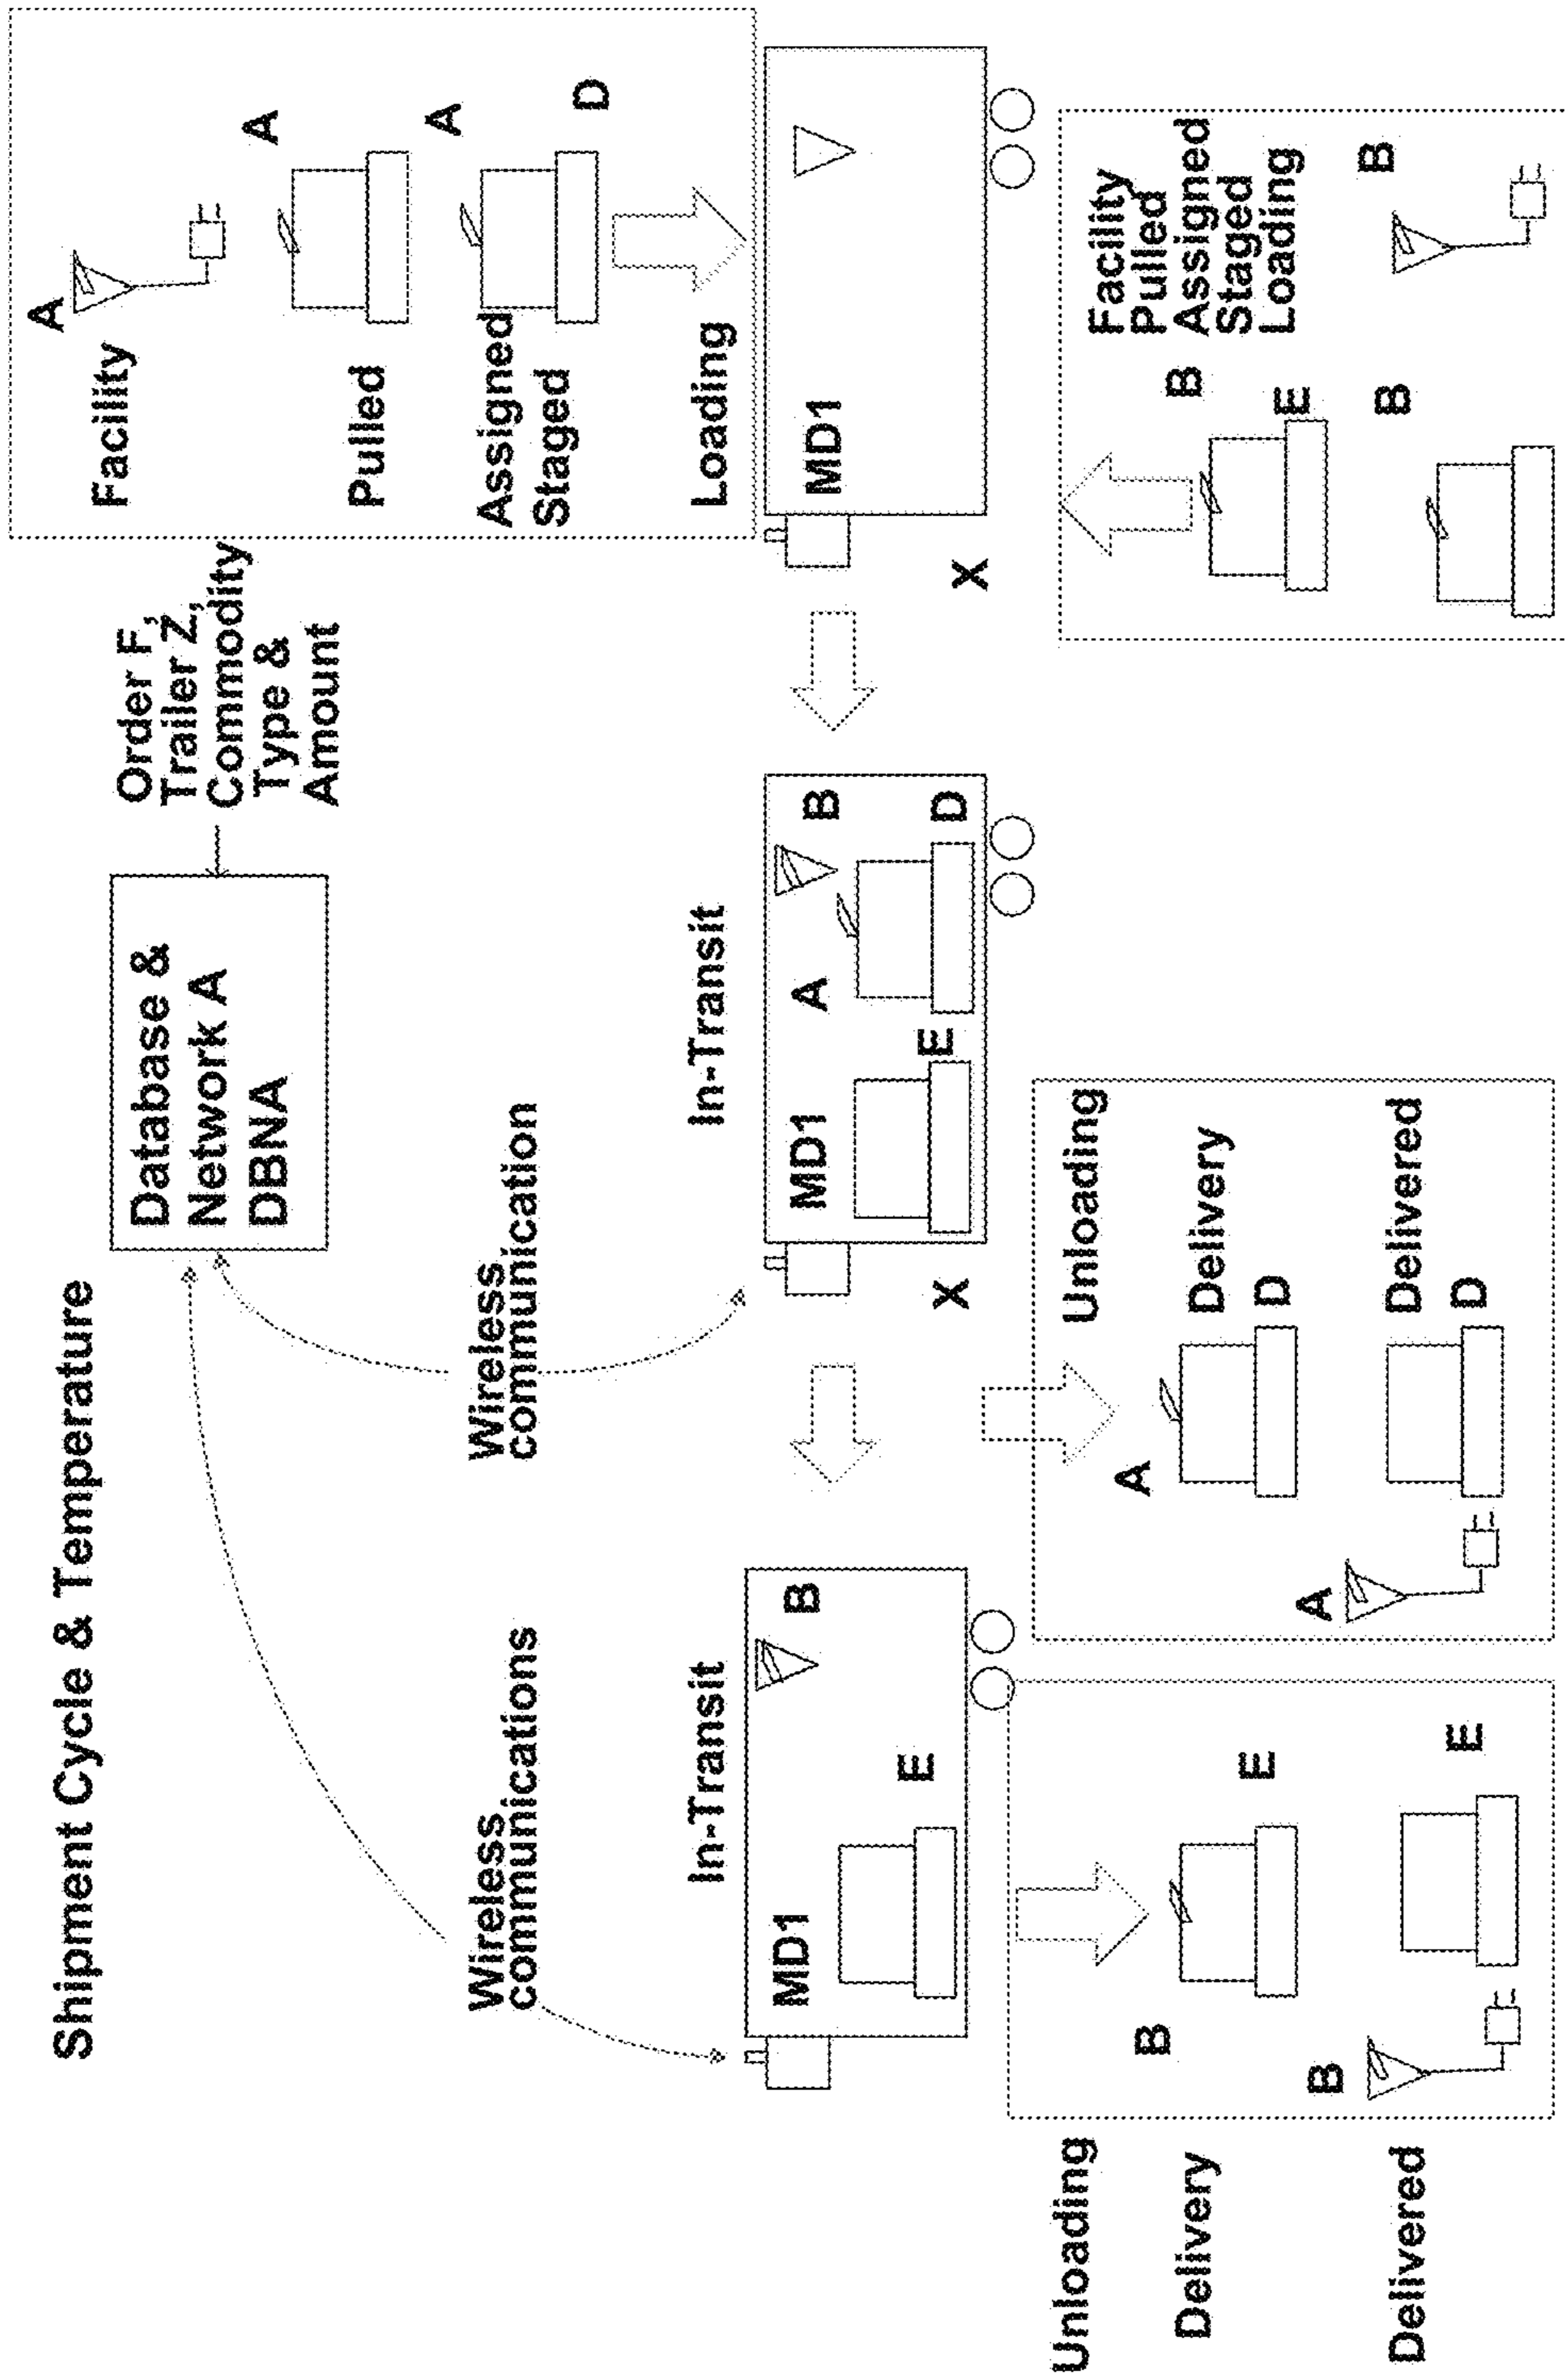 Shipment Cycle & Temperature
Database &
Network A
DBNA
Order F,
Trailer Z,
Commodity
Type &
Amount
A
Facility
A
Pulled
A
Assigned
Staged
D
Loading
Wireless
communications
Wireless
communication
In-Transit
MD1
B
E
In-Transit
MD1
A
B
E
D
X
MD1
X
Unloading
Delivery
B
E
Delivered
B
E
Unloading
A
Delivery
D
A
Delivered
D
Facility
Pulled
Assigned
Staged
Loading
B
E
B
B